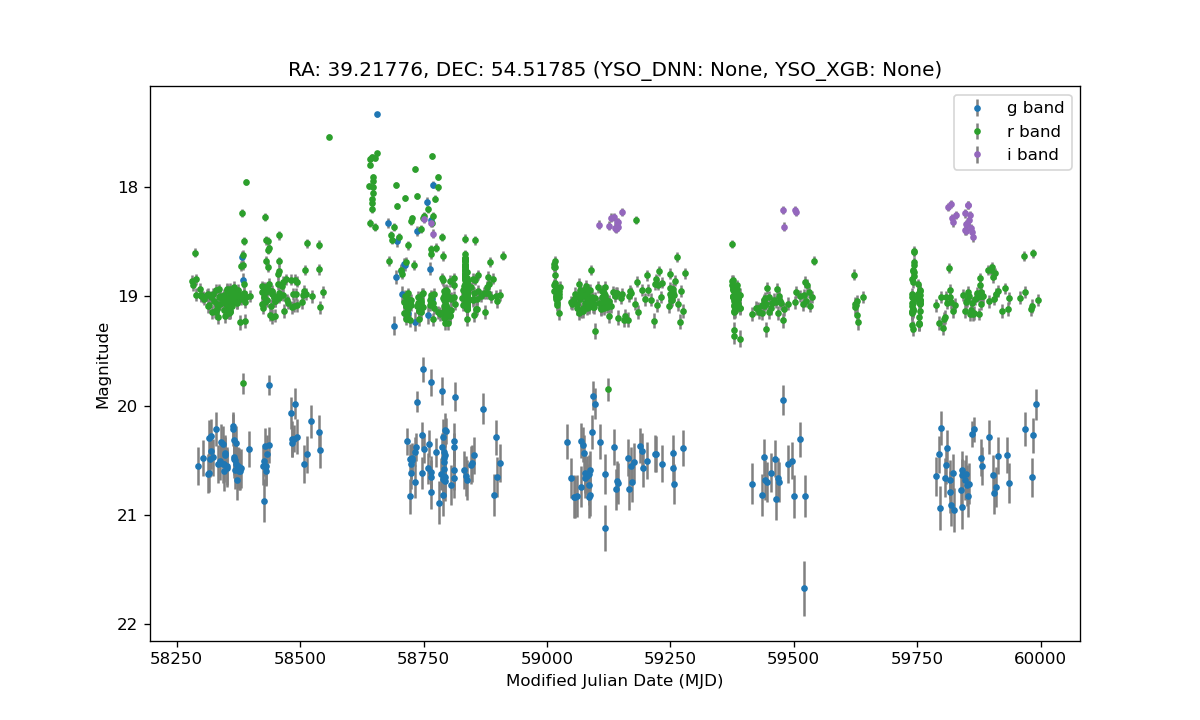 RA: 39.21776, DEC: 54.51785 (YSO_DNN: None, YSO_XGB: None)
g band
r band
i band
18
19
20
21
22
Magnitude
58250 58500 58750 59000 59250 59500 59750 60000
Modified Julian Date (MJD)